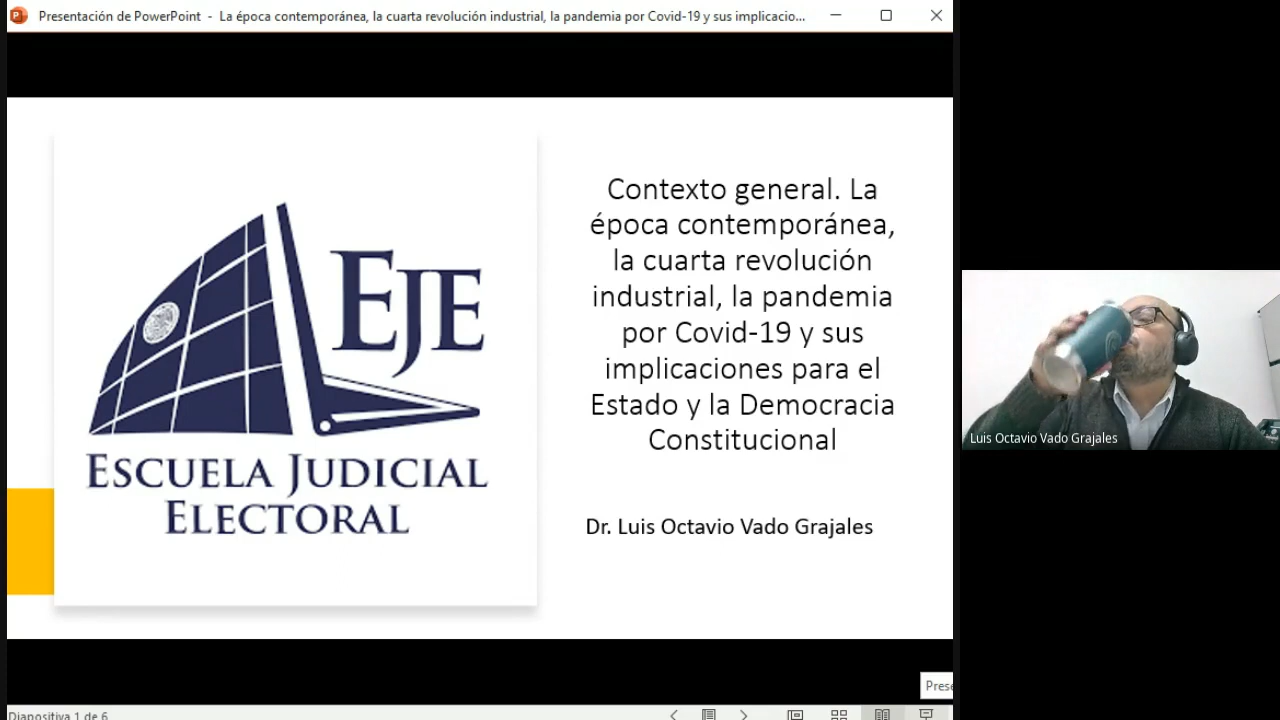 Presentación de PowerPoint - La época contemporánea, la cuarta revolución industrial, la pandemia por Covid-19 y sus implicacio...
EJE
ESCUELA JUDICIAL
ELECTORAL
Contexto general. La
época contemporánea,
la cuarta revolución
industrial, la pandemia
por Covid-19 y sus
implicaciones para el
Estado y la Democracia
Constitucional
Dr. Luis Octavio Vado Grajales
Luis Octavio Vado Grajales
Prese
Diapositiva 1 de 6